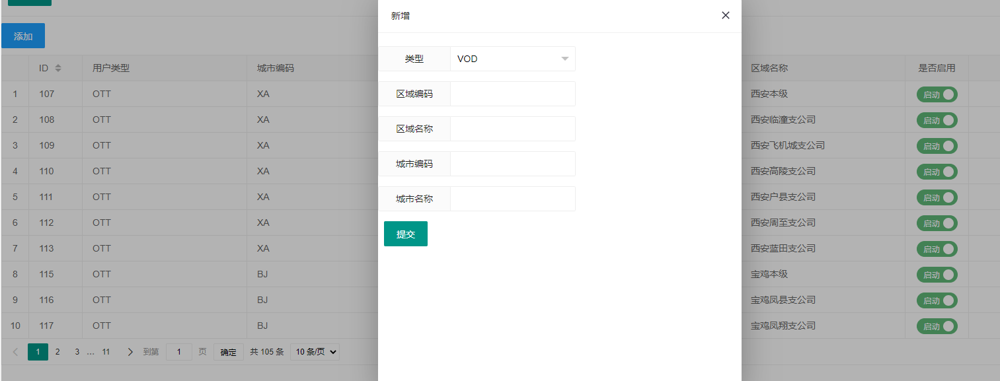 新增
添加
类型 VOD
区域编码
区域名称
城市编码
城市名称
提交
ID 用户类型 城市编码 区域名称 是否启用
1 107 OTT XA 西安本级 启动
2 108 OTT XA 西安临潼支公司 启动
3 109 OTT XA 西安飞机城支公司 启动
4 110 OTT XA 西安高陵支公司 启动
5 111 OTT XA 西安户县支公司 启动
6 112 OTT XA 西安周至支公司 启动
7 113 OTT XA 西安蓝田支公司 启动
8 115 OTT BJ 宝鸡本级 启动
9 116 OTT BJ 宝鸡凤县支公司 启动
10 117 OTT BJ 宝鸡凤翔支公司 启动
1 2 3 … 11 到第 1 页 确定 共 105 条 10 条/页